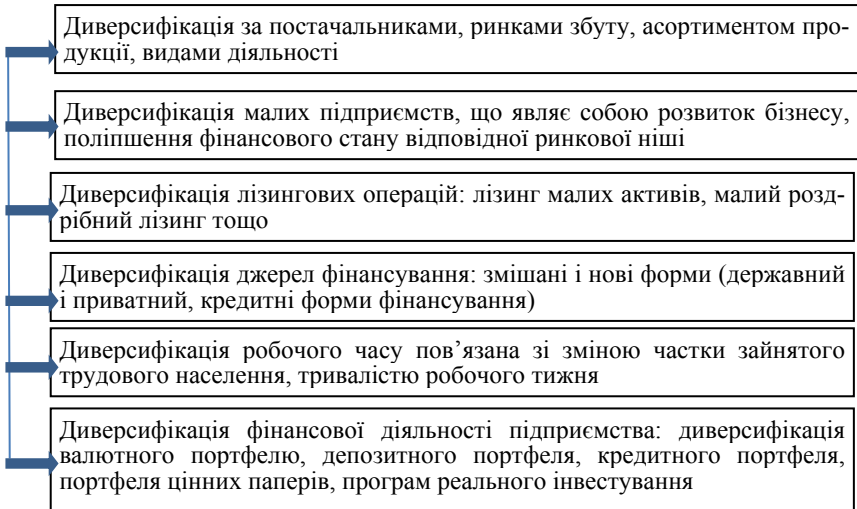 Диверсифікація за постачальниками, ринками збуту, асортиментом про-
дукції, видами діяльності
Диверсифікація малих підприємств, що являє собою розвиток бізнесу,
поліпшення фінансового стану відповідної ринкової ніші
Диверсифікація лізингових операцій: лізинг малих активів, малий розд-
рібний лізинг тощо
Диверсифікація джерел фінансування: змішані і нові форми (державний
і приватний, кредитні форми фінансування)
Диверсифікація робочого часу пов’язана зі зміною частки зайнятого
трудового населення, тривалістю робочого тижня
Диверсифікація фінансової діяльності підприємства: диверсифікація
валютного портфелю, депозитного портфеля, кредитного портфеля,
портфеля цінних паперів, програм реального інвестування